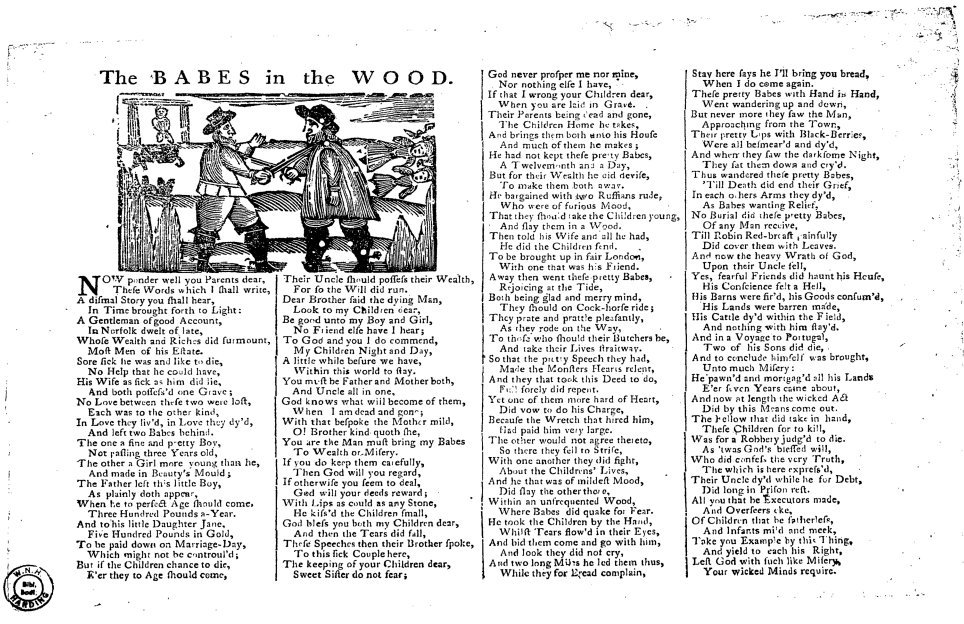 The BABES in the WOOD.
NOW ponder well you Parents dear,
Theſe Words which I ſhall write,
A diſmal Story you ſhall hear,
In Time brought forth to Light:
A Gentleman of good Account,
In Norfolk dwelt of late,
Whoſe Wealth and Riches did ſurmount,
Moſt Men of his Eſtate.
Sore ſick he was and like to die,
No Help that he could have,
His Wife as ſick as him did lie,
And both poſſeſs'd one Grave;
No Love between theſe two were loſt,
Each was to the other kind,
In Love they liv'd, in Love they dy'd,
And left two Babes behind.
The one a fine and pretty Boy,
Not paſſing three Years old,
The other a Girl more young than he,
And made in Beauty's Mould;
The Father left this little Boy,
As plainly doth appear,
When he to perfect Age ſhould come,
Three Hundred Pounds a-Year.
And to his little Daughter Jane,
Five Hundred Pounds in Gold,
To be paid down on Marriage-Day,
Which might not be controul'd;
But if the Children chance to die,
E'er they to Age ſhould come,
Their Uncle ſhould poſſeſs their Wealth,
For ſo the Will did run.
Dear Brother ſaid the dying Man,
Look to my Children dear,
Be good unto my Boy and Girl,
No Friend elſe have I hear;
To God and you I do commend,
My Children Night and Day,
A little while before we have,
Within this world to ſtay.
You muſt be Father and Mother both,
And Uncle all in one,
God knows what will become of them,
When I am dead and gone;
With that beſpoke the Mother mild,
O! Brother kind quoth ſhe,
You are the Man muſt bring my Babes
To Wealth or Miſery.
If you do keep them carefully,
Then God will you regard,
If otherwiſe you ſeem to deal,
God will your deeds reward;
With Lips as could as any Stone,
He kiſs'd the Children ſmall,
God bleſs you both my Children dear,
And then the Tears did fall,
Theſe Speeches then their Brother ſpoke,
To this ſick Couple here,
The keeping of your Children dear,
Sweet Siſter do not fear;
God never proſper me nor mine,
Nor nothing elſe I have,
If that I wrong your Children dear,
When you are laid in Grave.
Their Parents being dead and gone,
The Children Home he takes,
And brings them both unto his Houſe
And much of them he makes;
He had not kept theſe pretty Babes,
A Twelvemonth and a Day,
But for their Wealth he did deviſe,
To make them both away.
He bargained with two Ruffians rude,
Who were of furious Mood,
That they ſhould take the Children young,
And ſlay them in a Wood.
Then told his Wife and all he had,
He did the Children ſend.
To be brought up in fair London,
With one that was his Friend.
Away then went theſe pretty Babes,
Rejoicing at the Tide,
Both being glad and merry mind,
They ſhould on Cock-horſe ride;
They prate and prattle pleaſantly,
As they rode on the Way,
To thoſe who ſhould their Butchers be,
And take their Lives ſtraitway.
So that the pretty Speech they had,
Made the Monſters Hearts relent,
And they that took this Deed to do,
Full ſorely did repent.
Yet one of them more hard of Heart,
Did vow to do his Charge,
Becauſe the Wretch that hired him,
Had paid him very large.
The other would not agree thereto,
So there they fell to Strife,
With one another they did fight,
About the Childrens' Lives,
And he that was of mildeſt Mood,
Did ſlay the other there,
Within an unfrequented Wood,
Where Babes did quake for Fear.
He took the Children by the Hand,
Whilſt Tears flow'd in their Eyes,
And bid them come and go with him,
And look they did not cry,
And two long Miles he led them thus,
While they for Bread complain,
Stay here ſays he I'll bring you bread,
When I do come again.
Theſe pretty Babes with Hand in Hand,
Went wandering up and down,
But never more they ſaw the Man,
Approaching from the Town,
Their pretty Lips with Black-Berries,
Were all beſmear'd and dy'd,
And when they ſaw the darkſome Night,
They ſat them down and cry'd.
Thus wandered theſe pretty Babes,
'Till Death did end their Grief,
In each others Arms they dy'd,
As Babes wanting Relief,
No Burial did theſe pretty Babes,
Of any Man receive,
Till Robin Red-breaſt painfully
Did cover them with Leaves.
And now the heavy Wrath of God,
Upon their Uncle fell,
Yes, fearful Friends did haunt his Houſe,
His Conſcience felt a Hell,
His Barns were fir'd, his Goods conſum'd,
His Lands were barren made,
His Cattle dy'd within the Field,
And nothing with him ſtay'd.
And in a Voyage to Portugal,
Two of his Sons did die,
And to conclude himſelf was brought,
Unto much Miſery:
He pawn'd and mortgag'd all his Lands
E'er ſeven Years came about,
And now at length the wicked Act
Did by this Means come out.
The Fellow that did take in hand,
Theſe Children for to kill,
Was for a Robbery judg'd to die.
As 'twas God's bleſſed will,
Who did confeſs the very Truth,
The which is here expreſs'd,
Their Uncle dy'd while he for Debt,
Did long in Priſon reſt.
All you that be Executors made,
And Overſeers eke,
Of Children that be fatherleſs,
And Infants mild and meek,
Take you Example by this Thing,
And yield to each his Right,
Leſt God with ſuch like Miſery,
Your wicked Minds require.
W.N.H.
Bibl.
Bodl.
HARDING